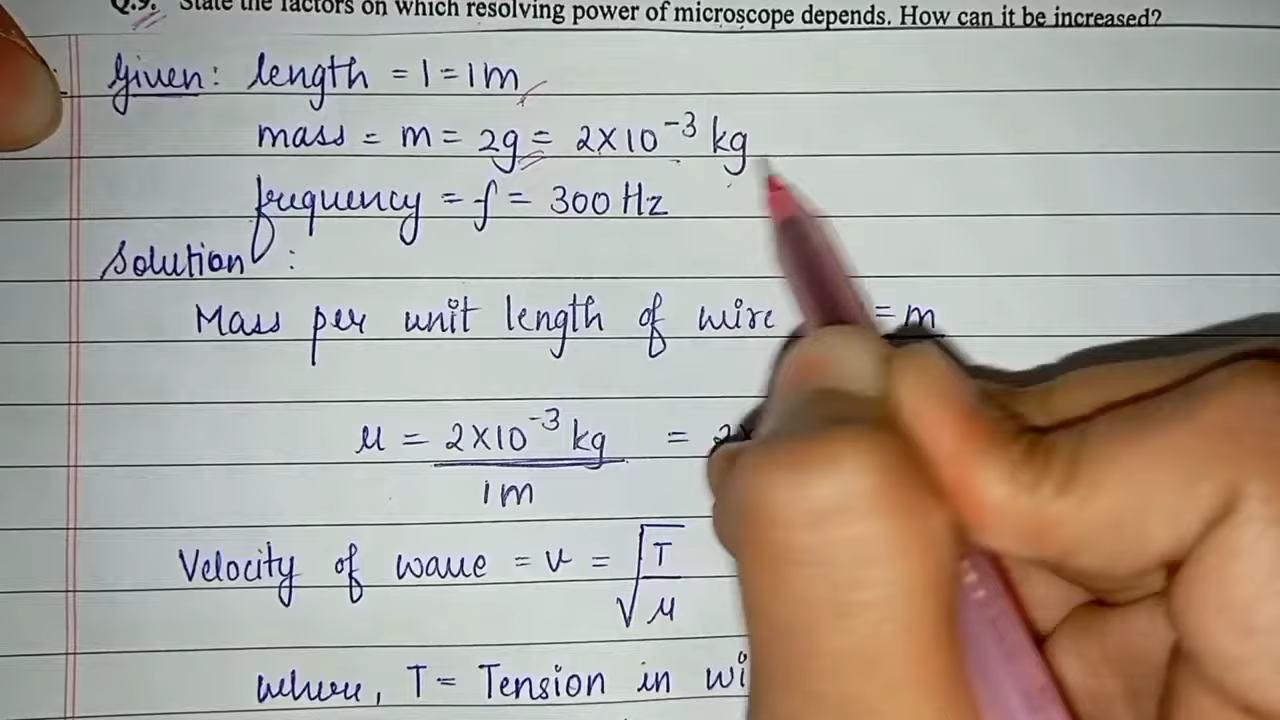 Q.9. State the factors on which resolving power of microscope depends. How can it be increased?
Given: length = l = 1m
mass = m = 2g = 2×10⁻³ kg
frequency = f = 300 Hz
Solution :
Mass per unit length of wire = m
μ = 2×10⁻³ kg = 2×
1m
Velocity of wave = v = √T
μ
where, T = Tension in